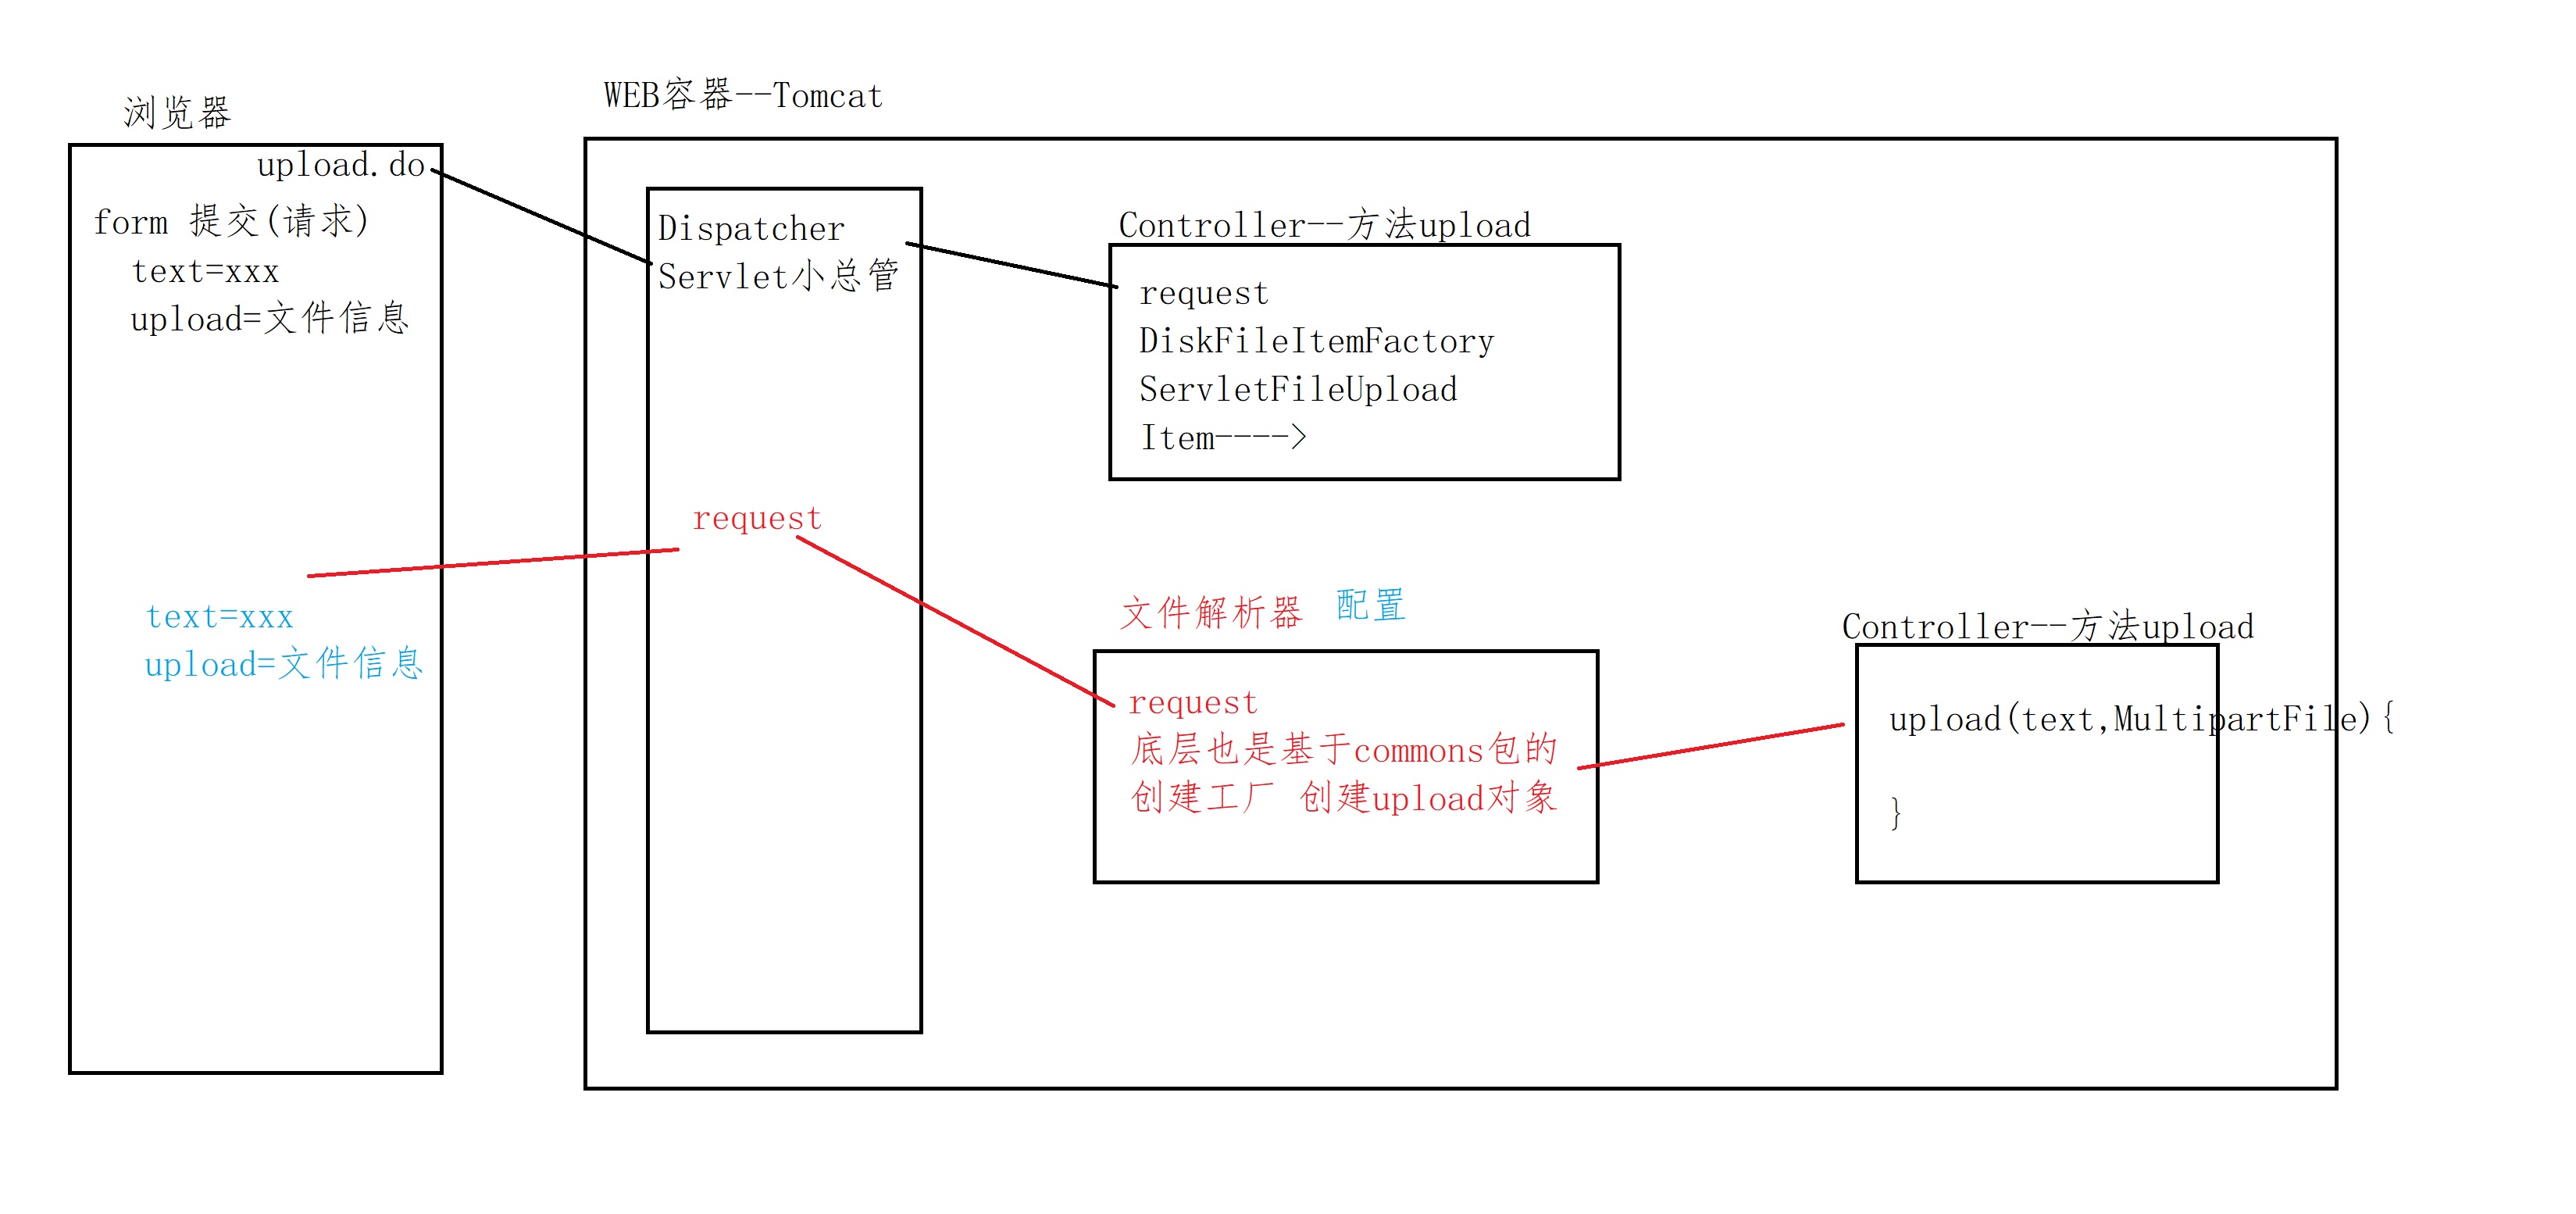 浏览器
upload.do
form 提交(请求)
text=xxx
upload=文件信息
text=xxx
upload=文件信息
WEB容器--Tomcat
Dispatcher
Servlet小总管
request
Controller--方法upload
request
DiskFileItemFactory
ServletFileUpload
Item---->
文件解析器 配置
request
底层也是基于commons包的
创建工厂 创建upload对象
Controller--方法upload
upload(text,MultipartFile){
}